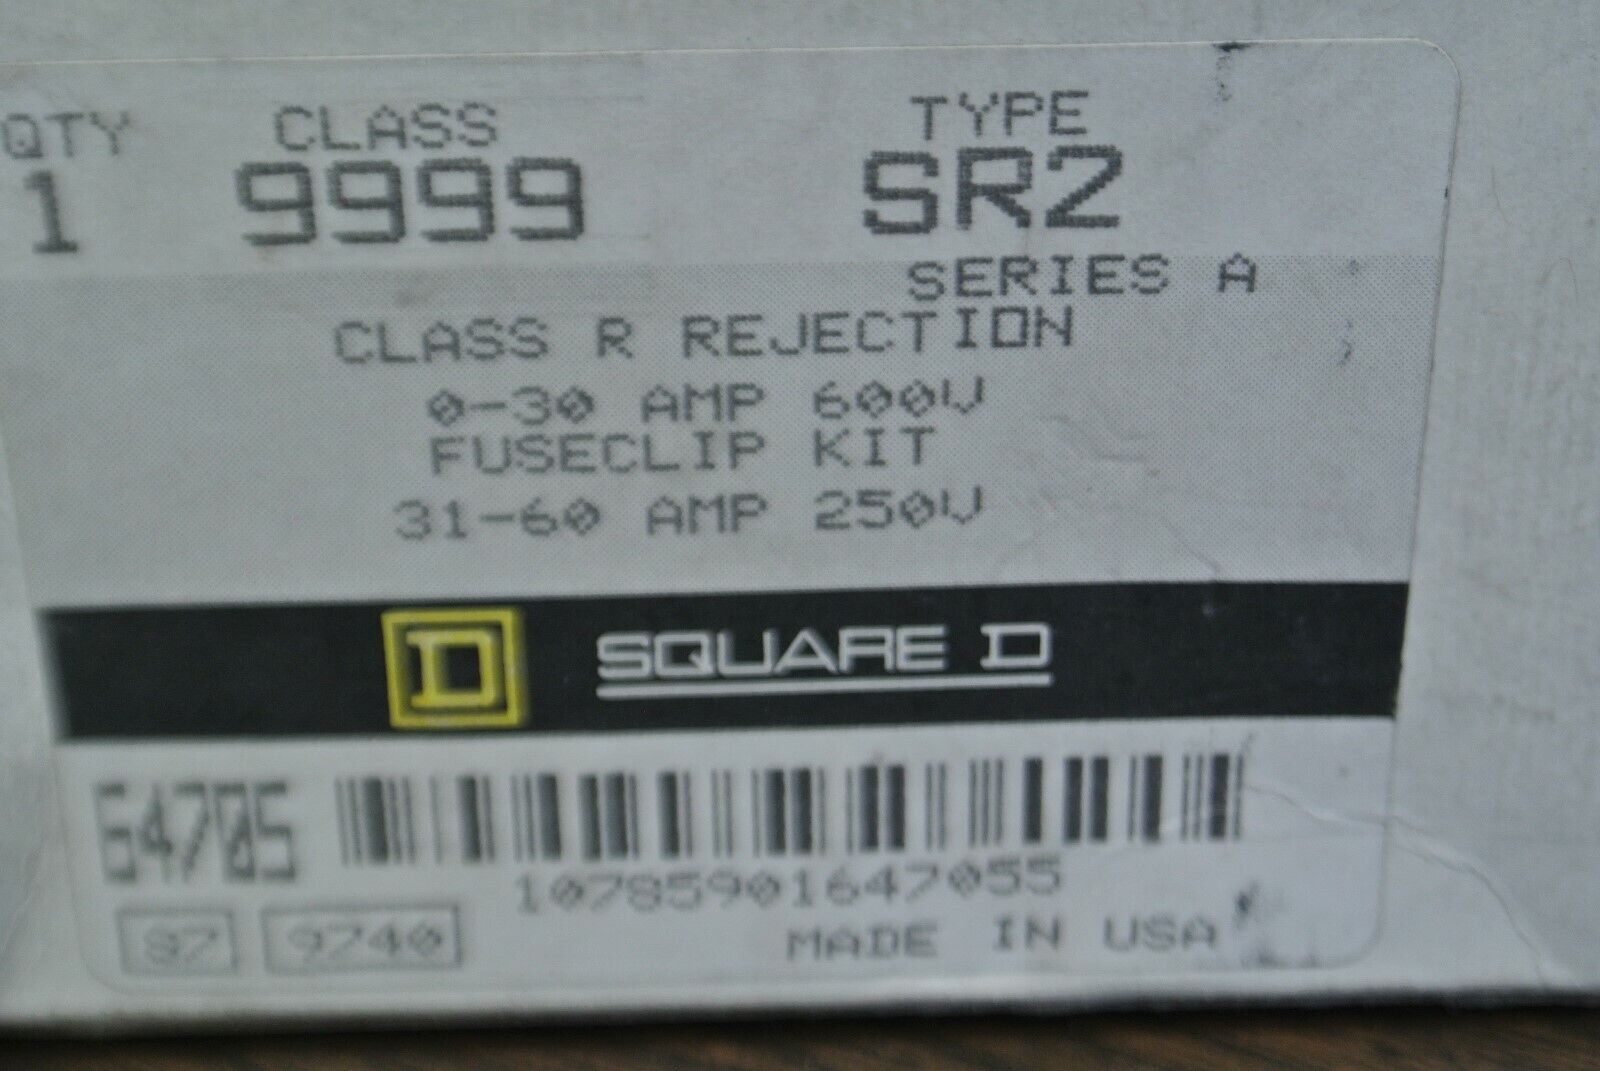 QTY CLASS TYPE
1 9999 SR2
SERIES A
CLASS R REJECTION
0-30 AMP 600V
FUSECLIP KIT
31-60 AMP 250V
D SQUARE D
64705
10785901647055
87 9740 MADE IN USA